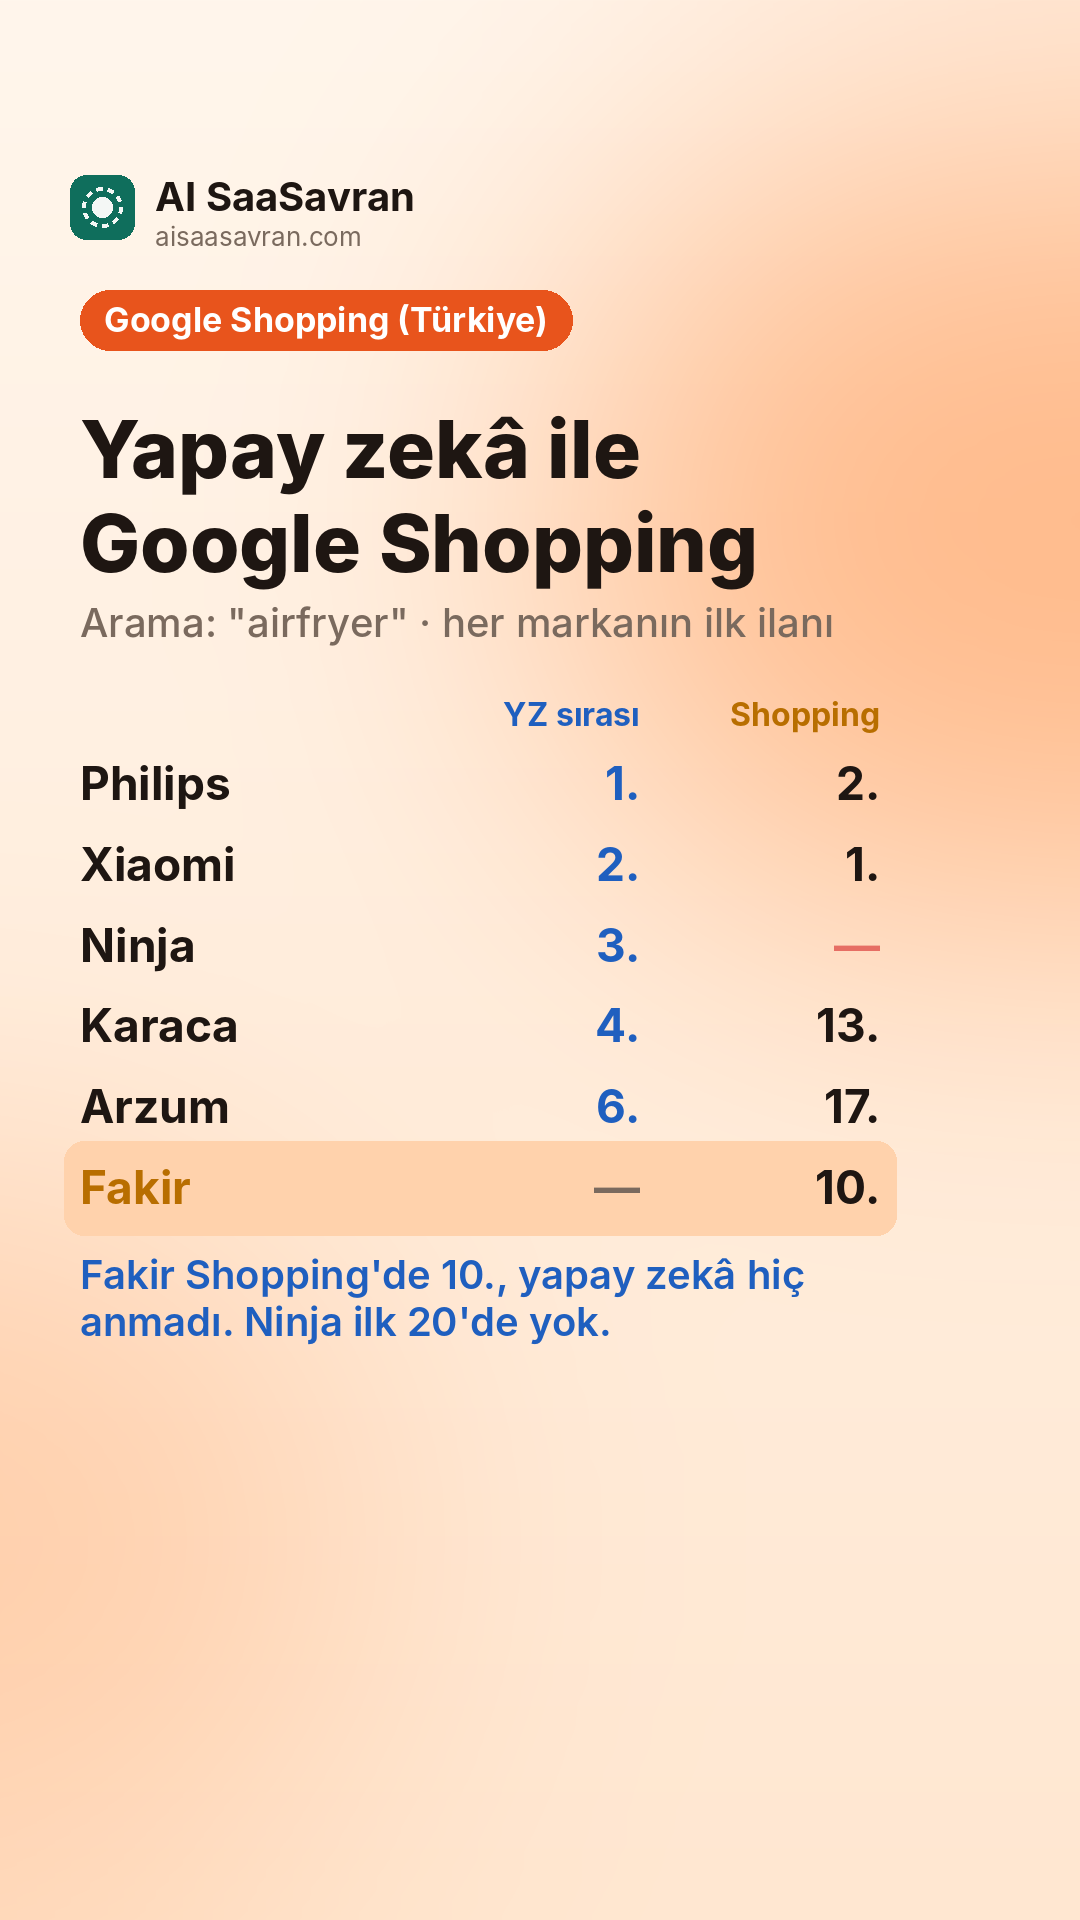 AI SaaSavran
aisaasavran.com
Google Shopping (Türkiye)
Yapay zekâ ile
Google Shopping
Arama: "airfryer" · her markanın ilk ilanı
YZ sırası Shopping
Philips 1. 2.
Xiaomi 2. 1.
Ninja 3. —
Karaca 4. 13.
Arzum 6. 17.
Fakir — 10.
Fakir Shopping'de 10., yapay zekâ hiç
anmadı. Ninja ilk 20'de yok.